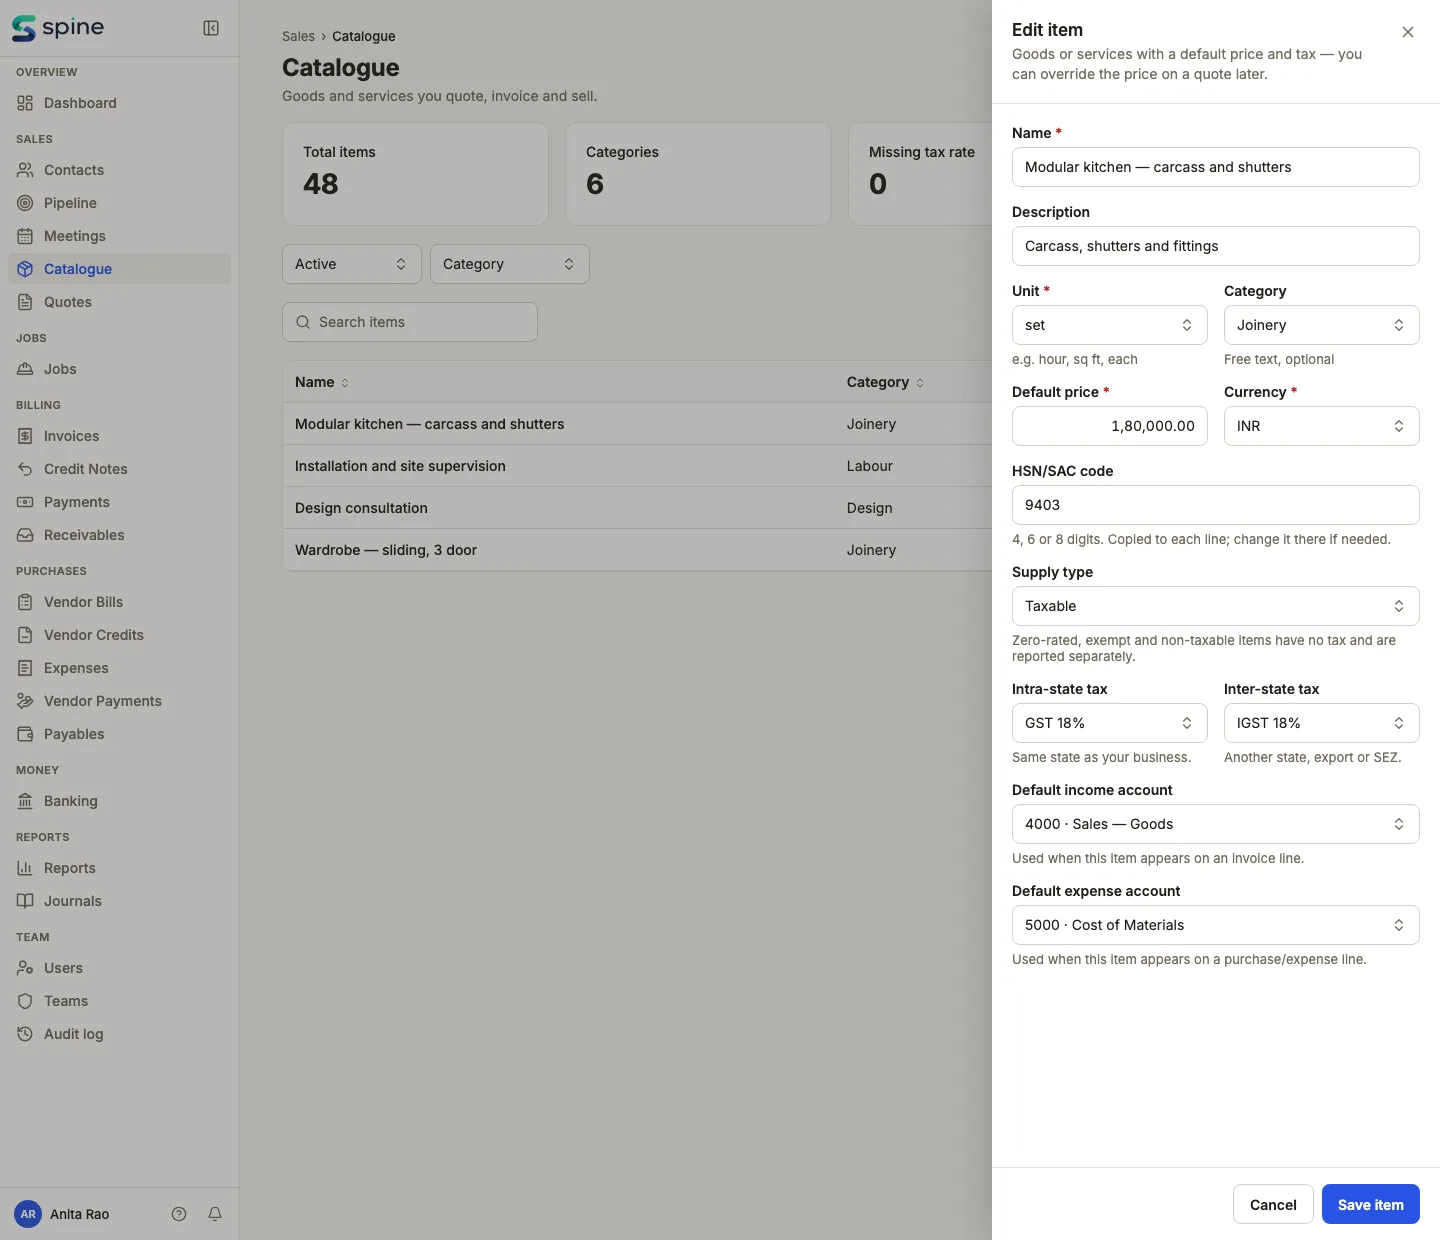 spine
OVERVIEW
Dashboard
SALES
Contacts
Pipeline
Meetings
Catalogue
Quotes
JOBS
Jobs
BILLING
Invoices
Credit Notes
Payments
Receivables
PURCHASES
Vendor Bills
Vendor Credits
Expenses
Vendor Payments
Payables
MONEY
Banking
REPORTS
Reports
Journals
TEAM
Users
Teams
Audit log
AR Anita Rao
Sales › Catalogue
Catalogue
Goods and services you quote, invoice and sell.
Total items
48
Categories
6
Missing tax rate
0
Active
Category
Search items
Name Category
Modular kitchen — carcass and shutters Joinery
Installation and site supervision Labour
Design consultation Design
Wardrobe — sliding, 3 door Joinery
Edit item
Goods or services with a default price and tax — you
can override the price on a quote later.
Name *
Modular kitchen — carcass and shutters
Description
Carcass, shutters and fittings
Unit * Category
set Joinery
e.g. hour, sq ft, each Free text, optional
Default price * Currency *
1,80,000.00 INR
HSN/SAC code
9403
4, 6 or 8 digits. Copied to each line; change it there if needed.
Supply type
Taxable
Zero-rated, exempt and non-taxable items have no tax and are
reported separately.
Intra-state tax Inter-state tax
GST 18% IGST 18%
Same state as your business. Another state, export or SEZ.
Default income account
4000 · Sales — Goods
Used when this item appears on an invoice line.
Default expense account
5000 · Cost of Materials
Used when this item appears on a purchase/expense line.
Cancel Save item